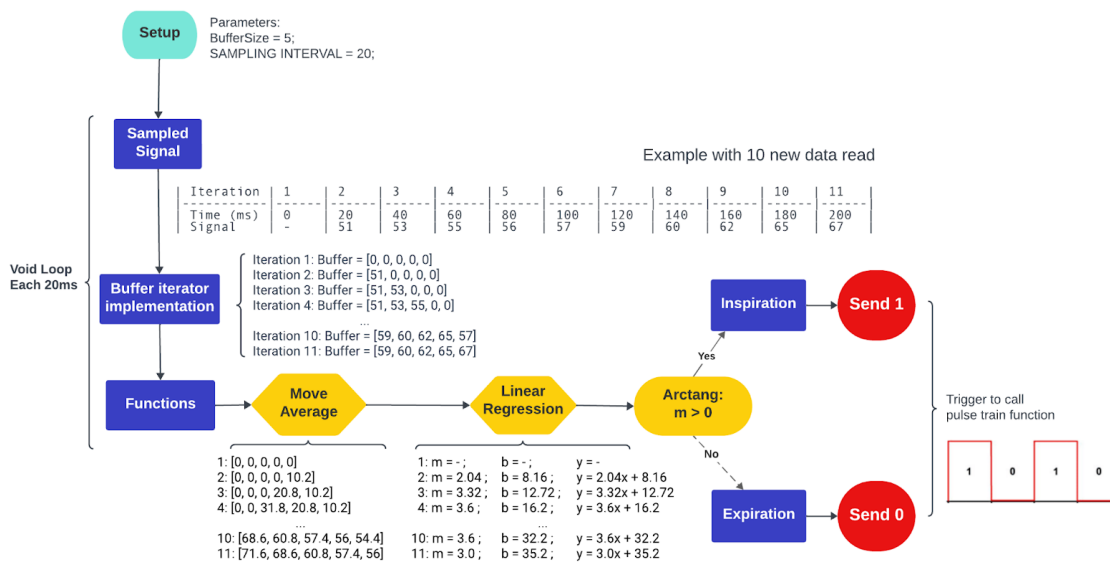 Setup
Parameters:
BufferSize = 5;
SAMPLING INTERVAL = 20;
Sampled
Signal
Example with 10 new data read
| Iteration | 1 | 2 | 3 | 4 | 5 | 6 | 7 | 8 | 9 | 10 | 11 |
| Time (ms) | 0 | 20 | 40 | 60 | 80 | 100 | 120 | 140 | 160 | 180 | 200 |
| Signal | - | 51 | 53 | 55 | 56 | 57 | 59 | 60 | 62 | 65 | 67 |
Void Loop
Each 20ms
Buffer iterator
implementation
Iteration 1: Buffer = [0, 0, 0, 0, 0]
Iteration 2: Buffer = [51, 0, 0, 0, 0]
Iteration 3: Buffer = [51, 53, 0, 0, 0]
Iteration 4: Buffer = [51, 53, 55, 0, 0]
...
Iteration 10: Buffer = [59, 60, 62, 65, 57]
Iteration 11: Buffer = [59, 60, 62, 65, 67]
Functions
Move
Average
Linear
Regression
Arctang:
m > 0
Yes
No
Inspiration
Send 1
Expiration
Send 0
Trigger to call
pulse train function
1 0 1 0
1: [0, 0, 0, 0, 0]
2: [0, 0, 0, 0, 10.2]
3: [0, 0, 0, 20.8, 10.2]
4: [0, 0, 31.8, 20.8, 10.2]
...
10: [68.6, 60.8, 57.4, 56, 54.4]
11: [71.6, 68.6, 60.8, 57.4, 56]
1: m = - ; b = -; y = -
2: m = 2.04 ; b = 8.16; y = 2.04x + 8.16
3: m = 3.32 ; b = 12.72; y = 3.32x + 12.72
4: m = 3.6 ; b = 16.2; y = 3.6x + 16.2
...
10: m = 3.6 ; b = 32.2; y = 3.6x + 32.2
11: m = 3.0 ; b = 35.2; y = 3.0x + 35.2